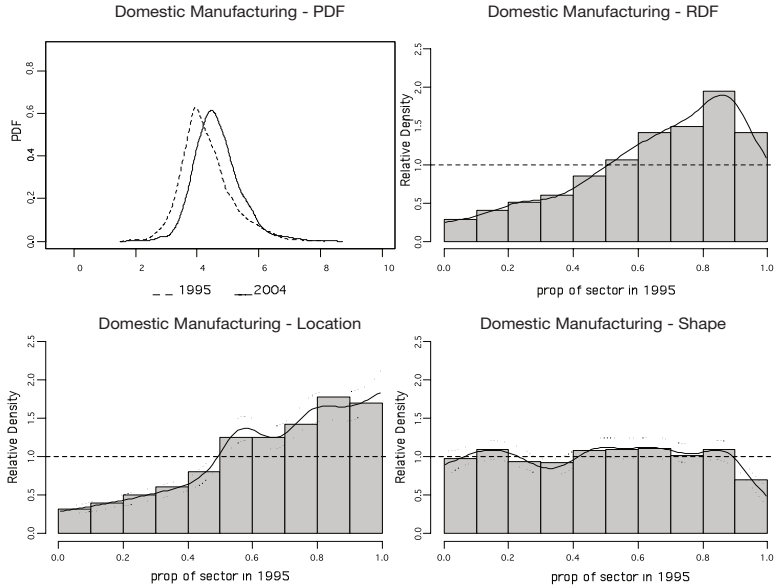 Domestic Manufacturing - PDF
PDF
0.0
0.2
0.4
0.6
0.8
0 2 4 6 8 10
1995 2004
Domestic Manufacturing - RDF
Relative Density
0.0
0.5
1.0
1.5
2.0
2.5
0.0 0.2 0.4 0.6 0.8 1.0
prop of sector in 1995
Domestic Manufacturing - Location
Relative Density
0.0
0.5
1.0
1.5
2.0
2.5
0.0 0.2 0.4 0.6 0.8 1.0
prop of sector in 1995
Domestic Manufacturing - Shape
Relative Density
0.0
0.5
1.0
1.5
2.0
2.5
0.0 0.2 0.4 0.6 0.8 1.0
prop of sector in 1995